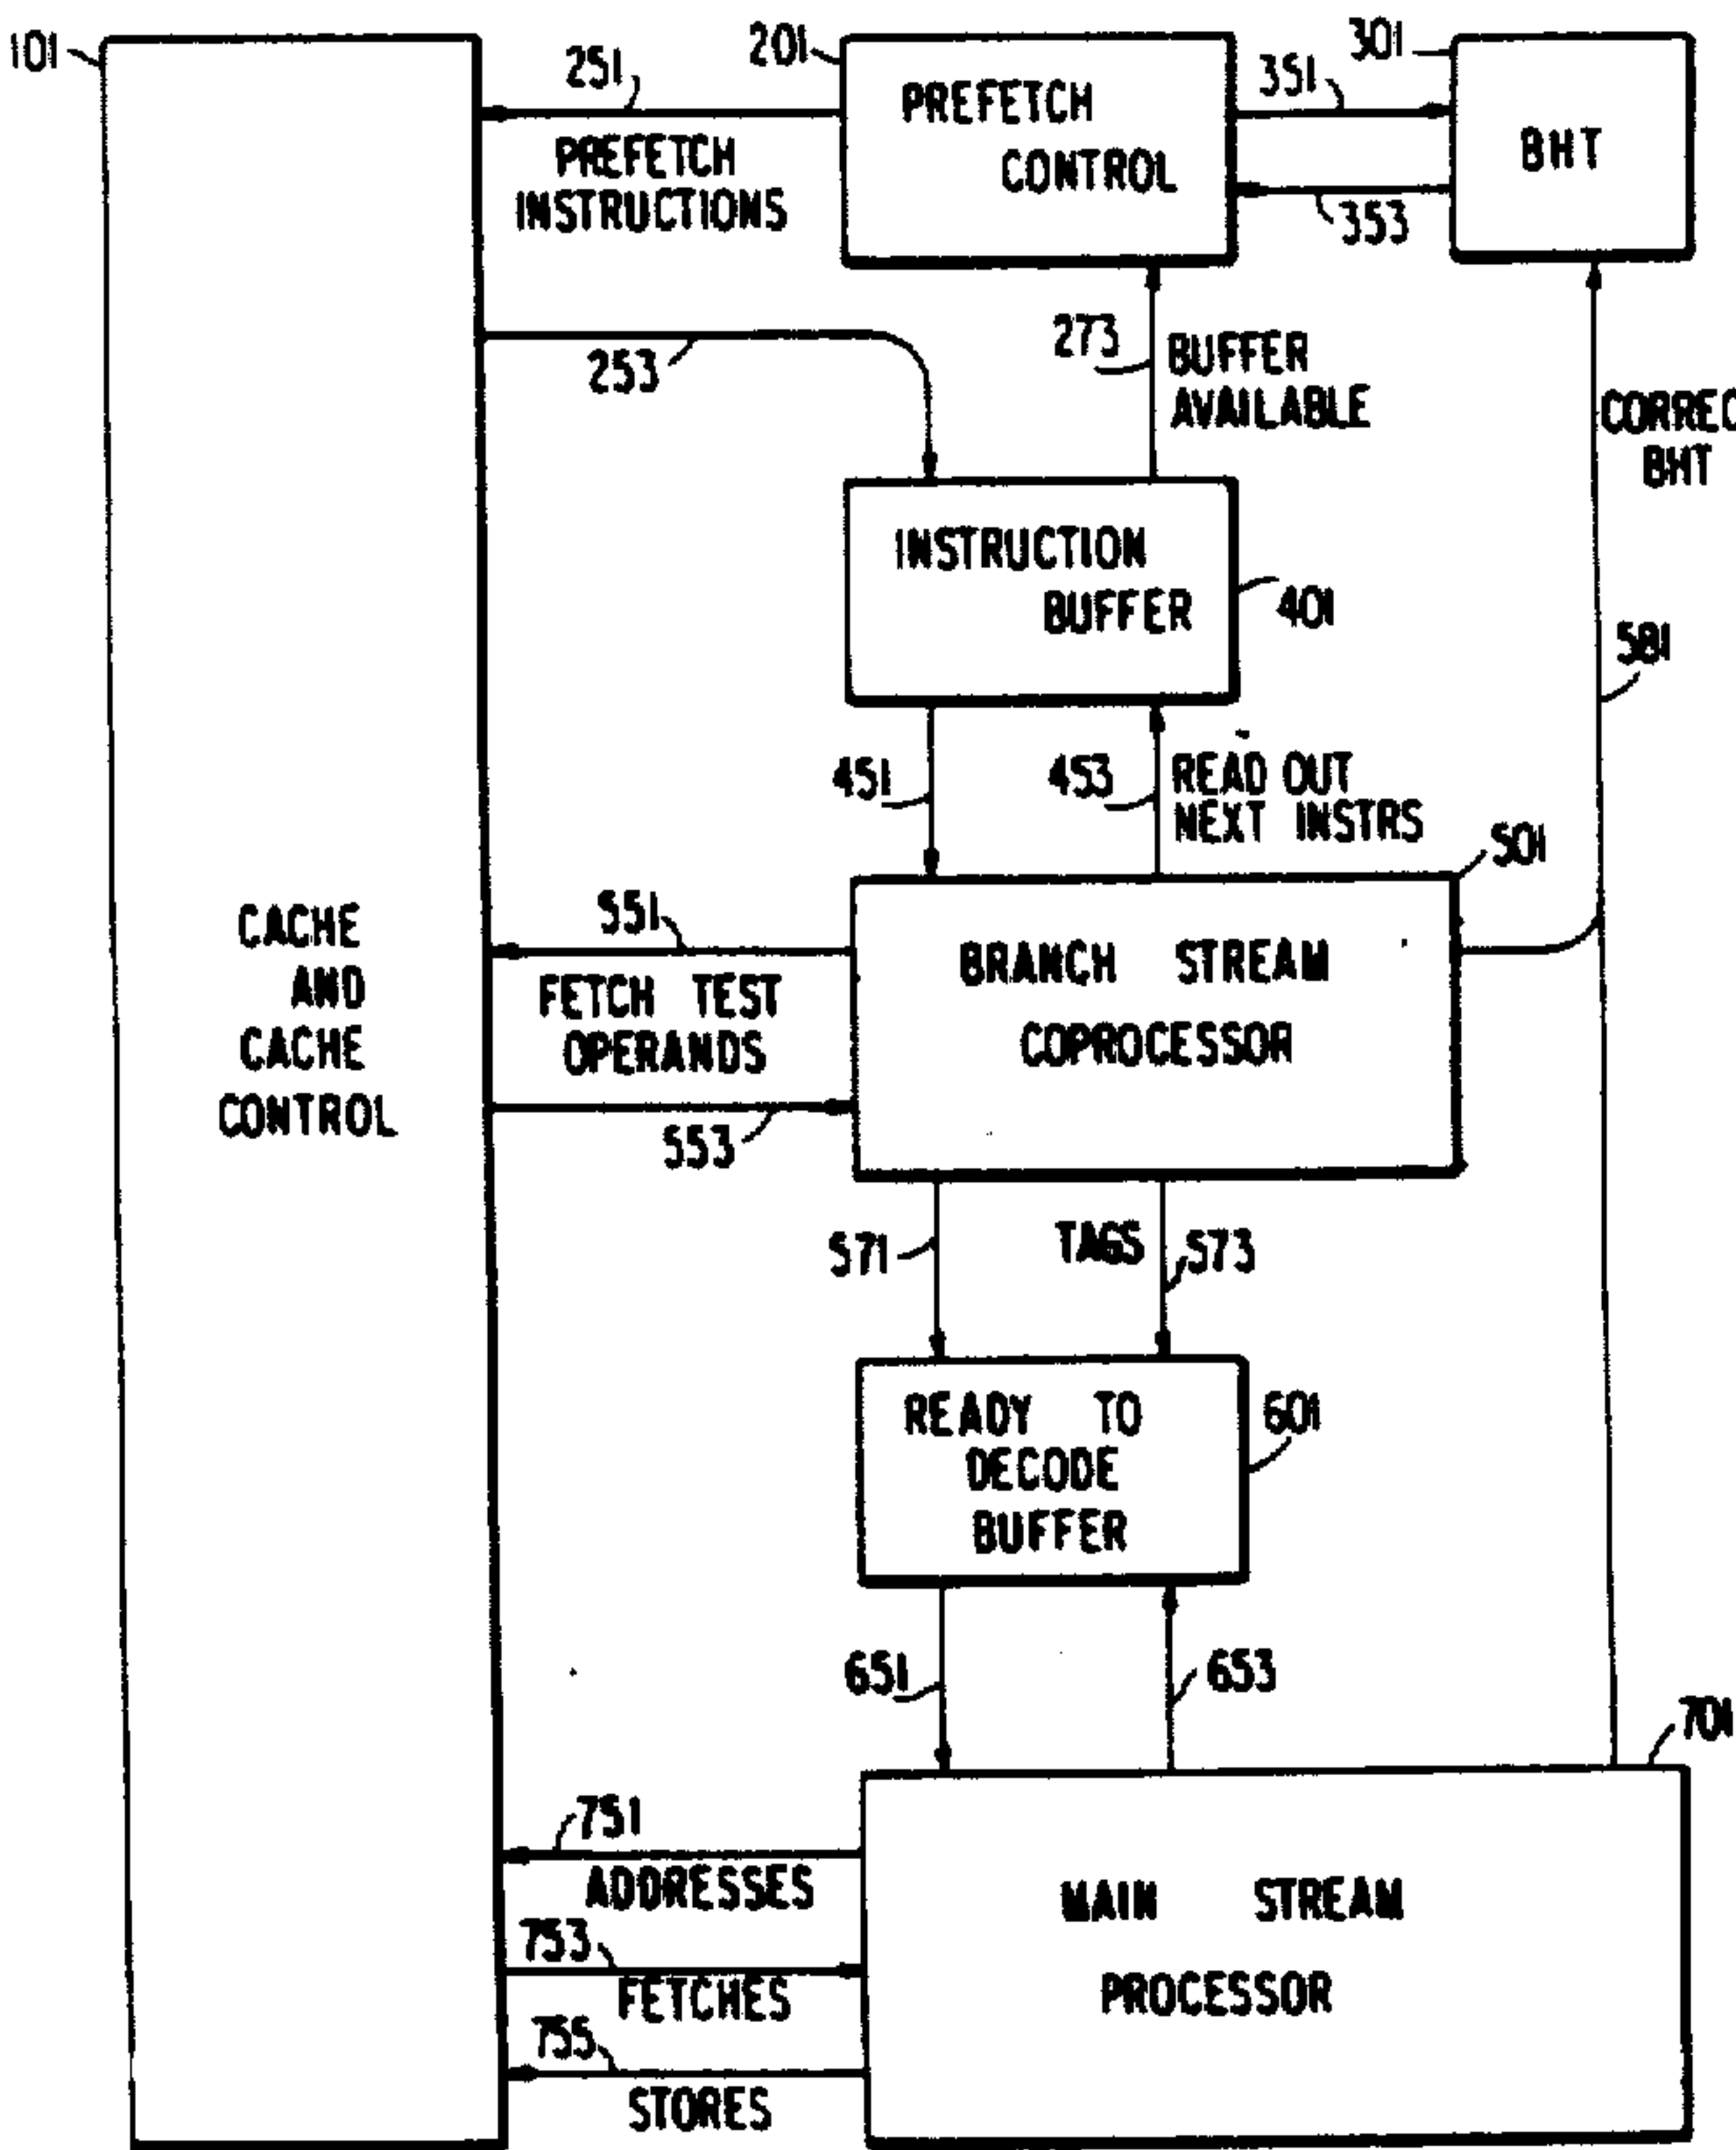 101
251
201
351
301
PREFETCH
CONTROL
BHT
PREFETCH
INSTRUCTIONS
353
253
273
BUFFER
AVAILABLE
CORREC
BHT
INSTRUCTION
BUFFER
401
581
451
453
READ OUT
NEXT INSTRS
501
551
CACHE
AND
CACHE
CONTROL
FETCH TEST
OPERANDS
BRANCH STREAM
COPROCESSOR
553
571
TAGS
573
READY TO
DECODE
BUFFER
601
651
653
701
751
ADDRESSES
MAIN STREAM
PROCESSOR
753
FETCHES
755
STORES